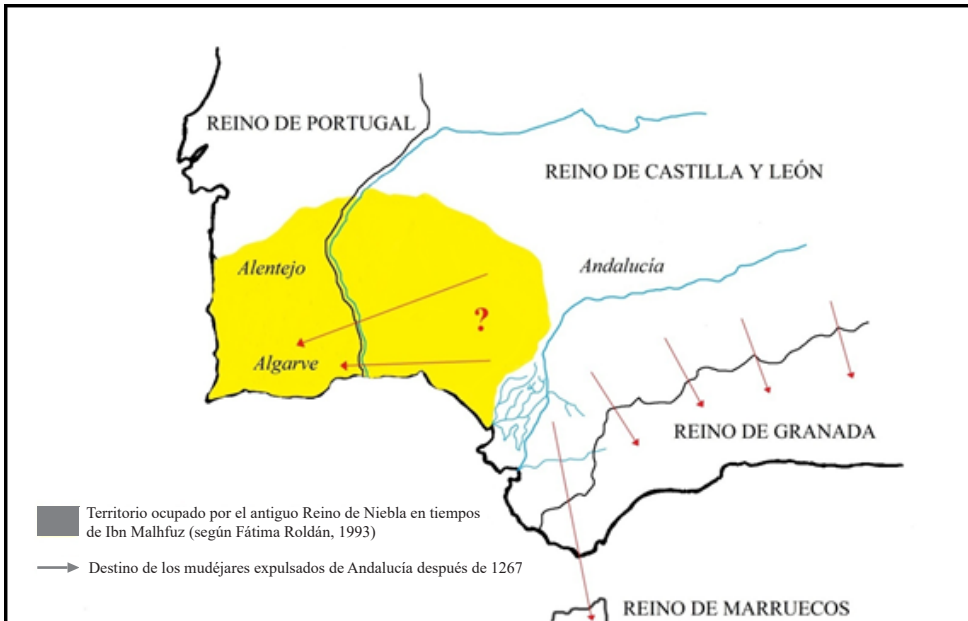 REINO DE PORTUGAL
REINO DE CASTILLA Y LEÓN
Alentejo
Andalucía
?
Algarve
REINO DE GRANADA
Territorio ocupado por el antiguo Reino de Niebla en tiempos
de Ibn Malhfuz (según Fátima Roldán, 1993)
Destino de los mudéjares expulsados de Andalucía después de 1267
REINO DE MARRUECOS